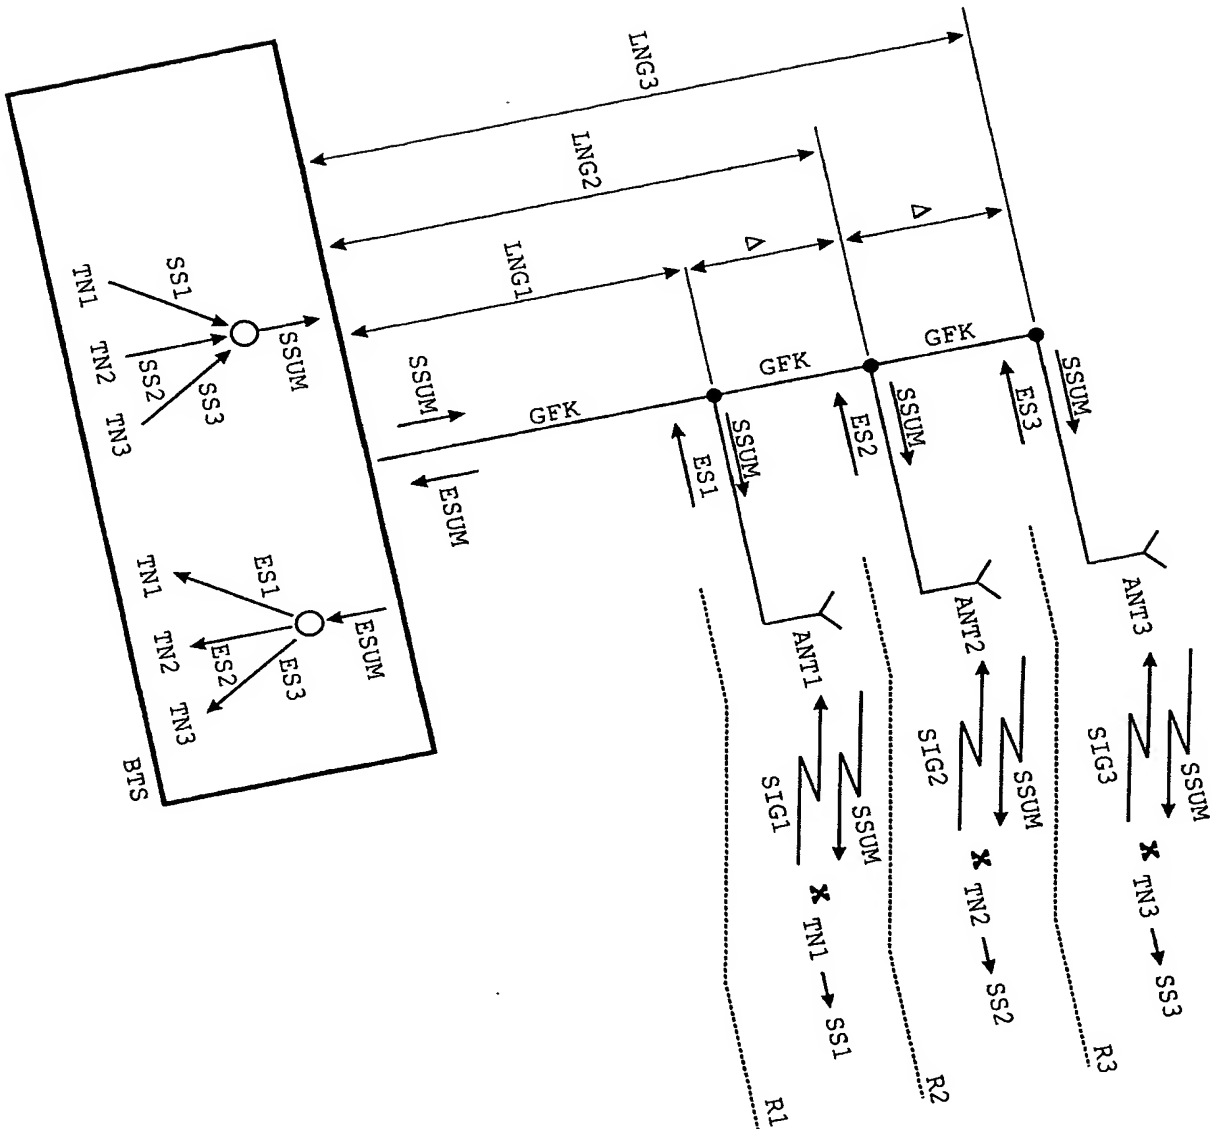 LNG3
LNG2
LNG1
Δ
Δ
GFK
GFK
GFK
SSUM
ES3
SSUM
ES2
SSUM
ES1
SSUM
ESUM
TN1
SS1
TN2
SS2
TN3
SS3
SSUM
ESUM
ES1
ES2
ES3
TN1
TN2
TN3
BTS
ANT3
SIG3
SSUM
TN3
SS3
R3
ANT2
SIG2
SSUM
TN2
SS2
R2
ANT1
SIG1
SSUM
TN1
SS1
R1